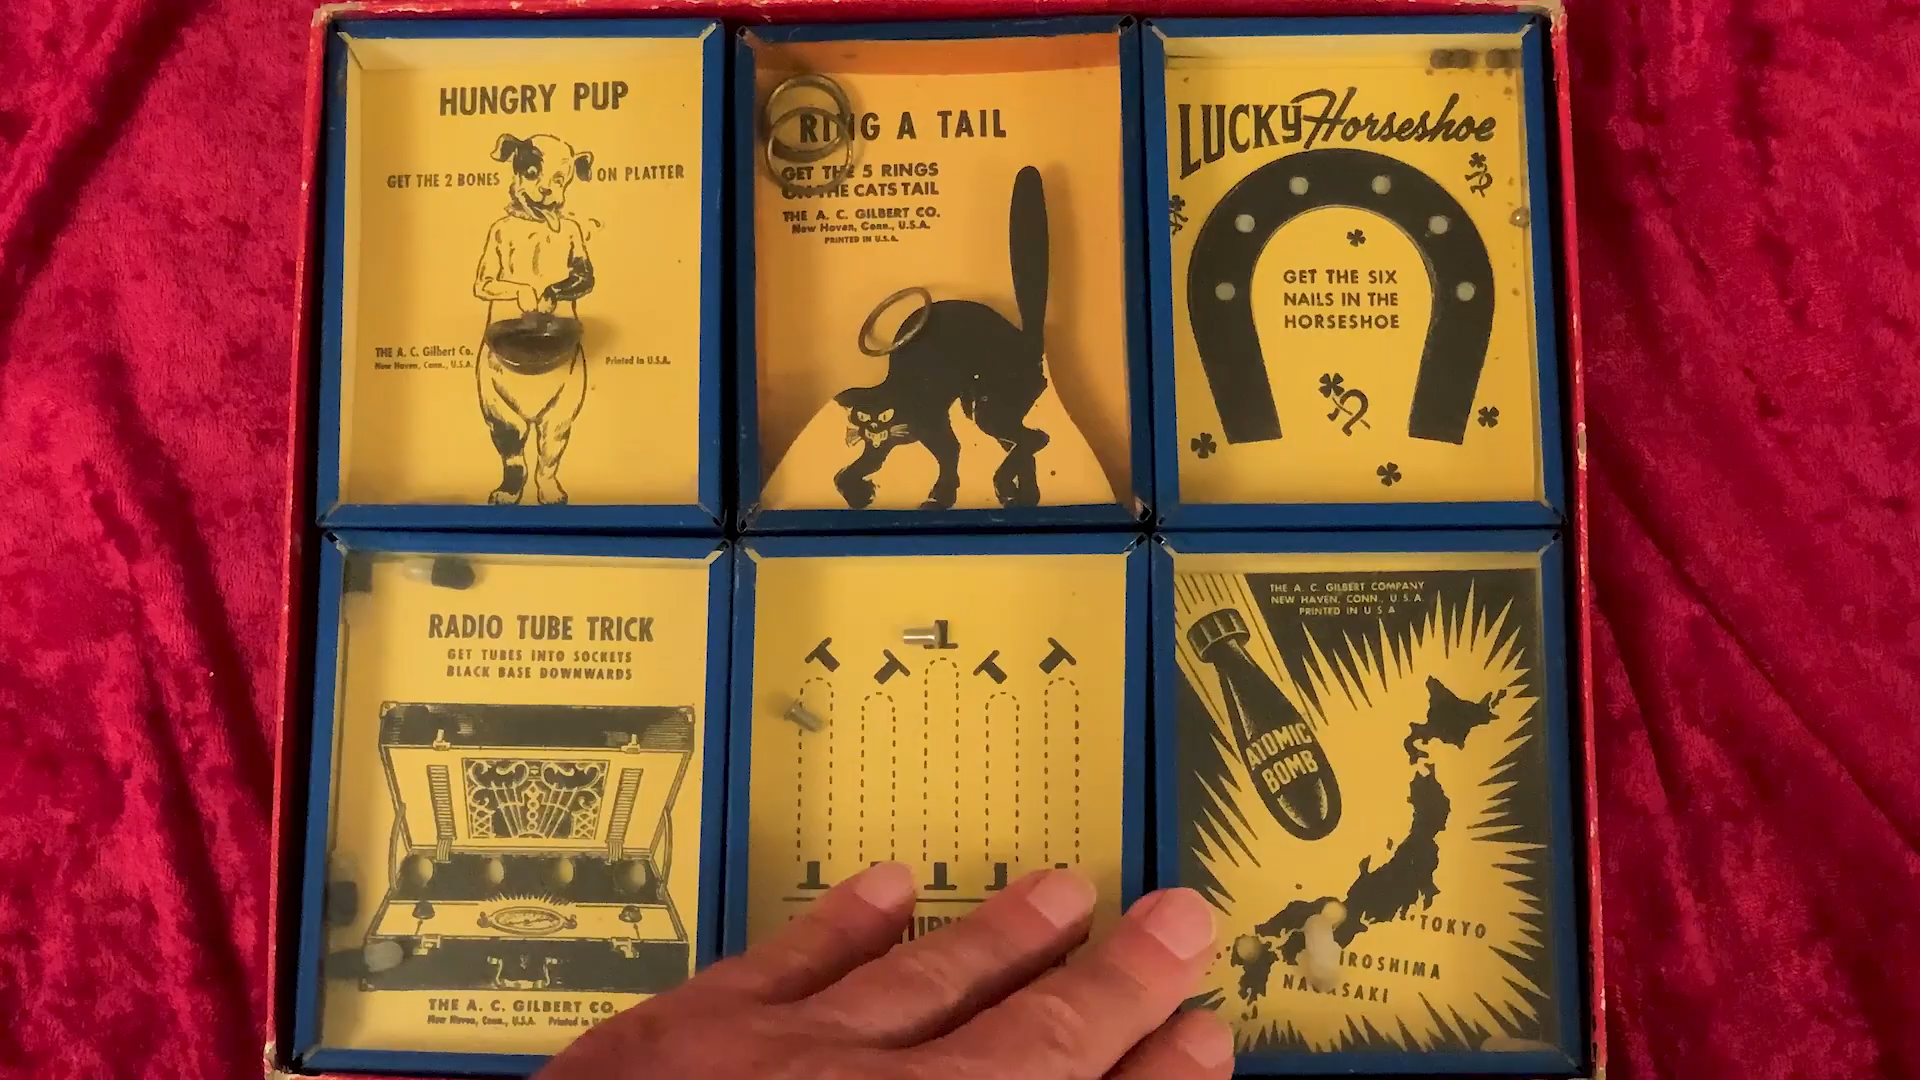 HUNGRY PUP
GET THE 2 BONES ON PLATTER
THE A. C. Gilbert Co.
New Haven, Conn., U.S.A.
Printed in U.S.A.
RING A TAIL
GET THE 5 RINGS
ON THE CATS TAIL
THE A. C. GILBERT CO.
New Haven, Conn., U.S.A.
PRINTED IN U.S.A.
LUCKY Horseshoe
GET THE SIX
NAILS IN THE
HORSESHOE
RADIO TUBE TRICK
GET TUBES INTO SOCKETS
BLACK BASE DOWNWARDS
THE A. C. GILBERT CO.
New Haven, Conn., U.S.A. Printed in
THE A. C. GILBERT COMPANY
NEW HAVEN, CONN., U.S.A.
PRINTED IN U S A
ATOMIC
BOMB
TOKYO
HIROSHIMA
NAGASAKI